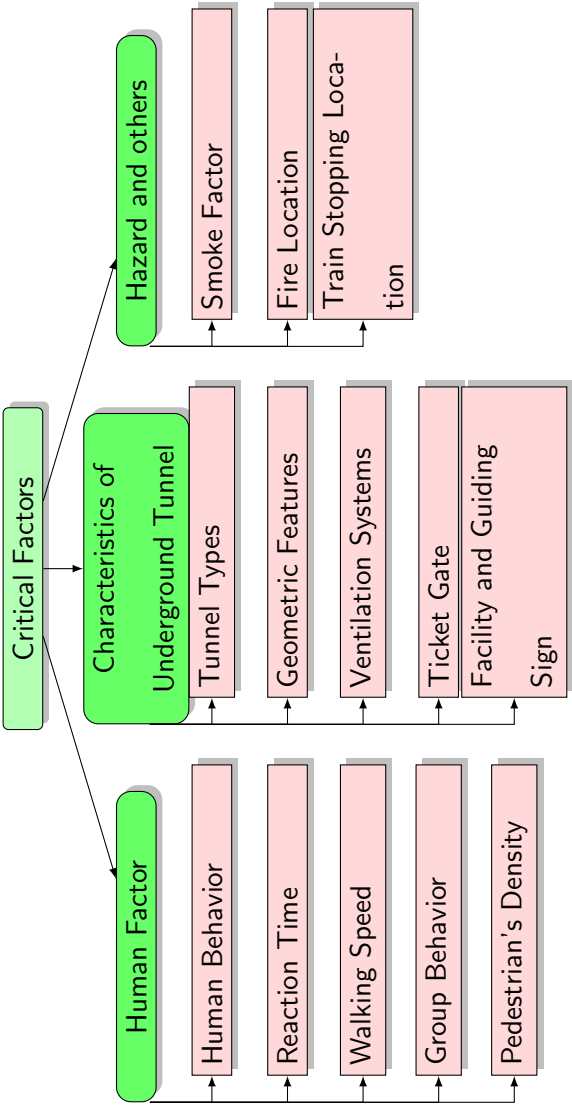 Critical Factors
Human Factor
Human Behavior
Reaction Time
Walking Speed
Group Behavior
Pedestrian's Density
Characteristics of
Underground Tunnel
Tunnel Types
Geometric Features
Ventilation Systems
Ticket Gate
Facility and Guiding
Sign
Hazard and others
Smoke Factor
Fire Location
Train Stopping Loca-
tion